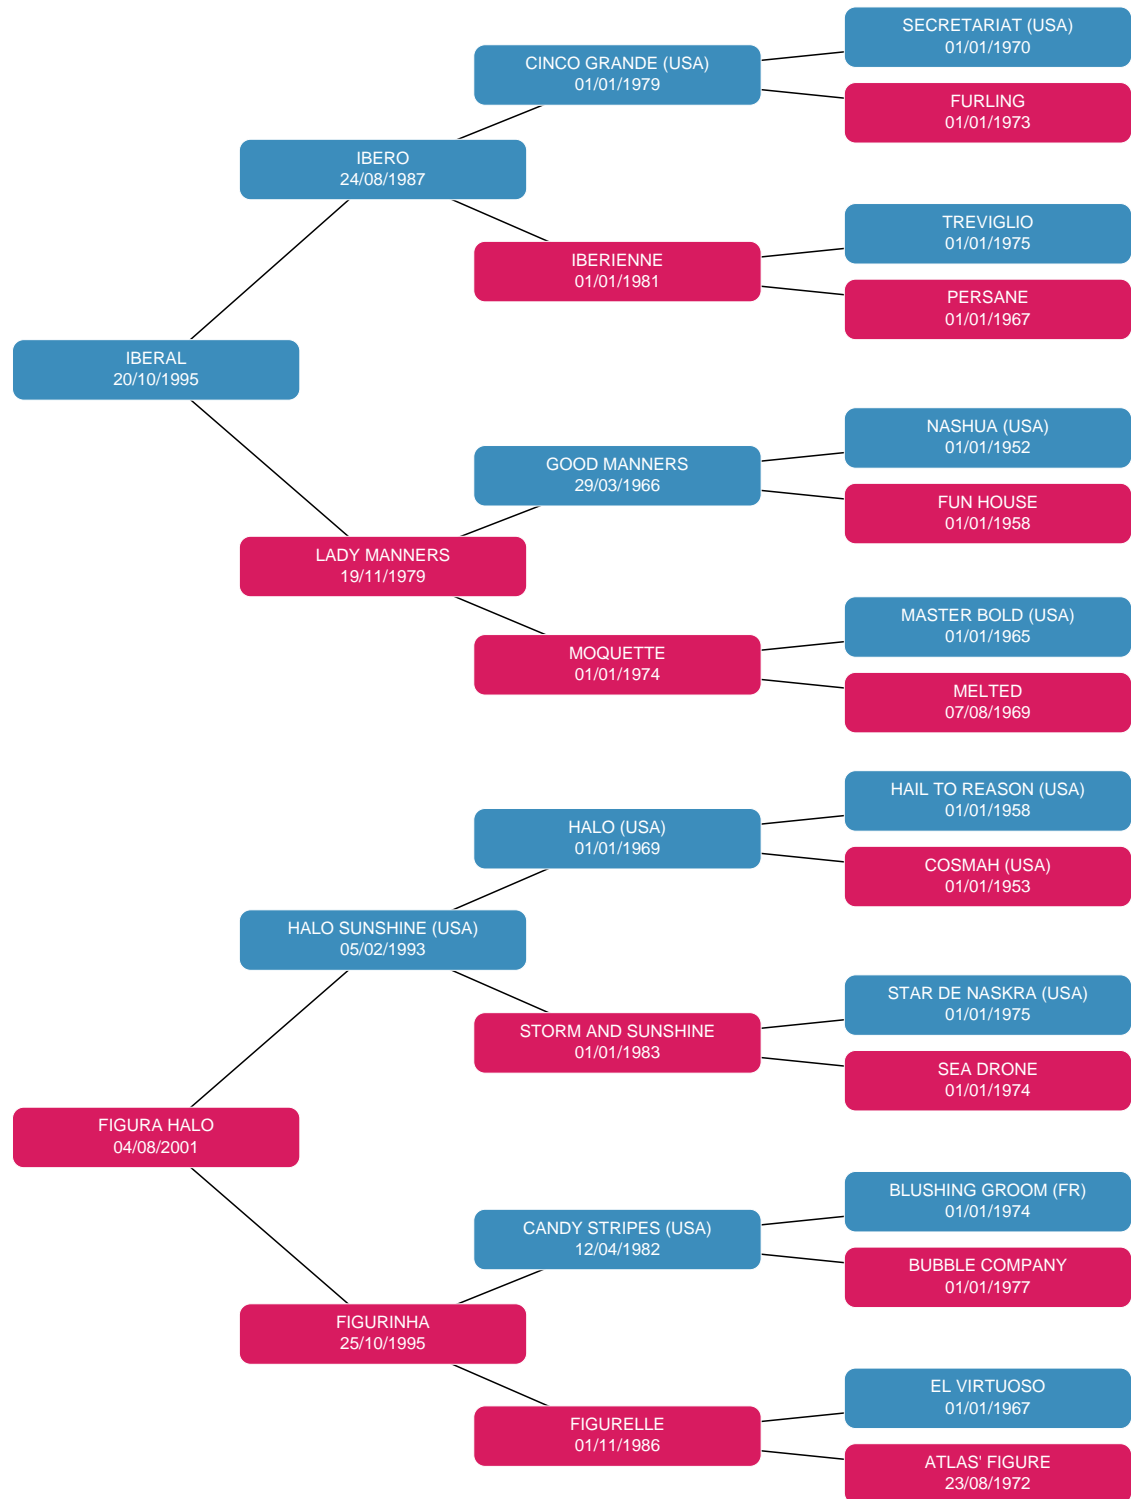 SECRETARIAT (USA)
01/01/1970
CINCO GRANDE (USA)
01/01/1979
FURLING
01/01/1973
IBERO
24/08/1987
TREVIGLIO
01/01/1975
IBERIENNE
01/01/1981
PERSANE
01/01/1967
IBERAL
20/10/1995
NASHUA (USA)
01/01/1952
GOOD MANNERS
29/03/1966
FUN HOUSE
01/01/1958
LADY MANNERS
19/11/1979
MASTER BOLD (USA)
01/01/1965
MOQUETTE
01/01/1974
MELTED
07/08/1969
HAIL TO REASON (USA)
01/01/1958
HALO (USA)
01/01/1969
COSMAH (USA)
01/01/1953
HALO SUNSHINE (USA)
05/02/1993
STAR DE NASKRA (USA)
01/01/1975
STORM AND SUNSHINE
01/01/1983
SEA DRONE
01/01/1974
FIGURA HALO
04/08/2001
BLUSHING GROOM (FR)
01/01/1974
CANDY STRIPES (USA)
12/04/1982
BUBBLE COMPANY
01/01/1977
FIGURINHA
25/10/1995
EL VIRTUOSO
01/01/1967
FIGURELLE
01/11/1986
ATLAS' FIGURE
23/08/1972